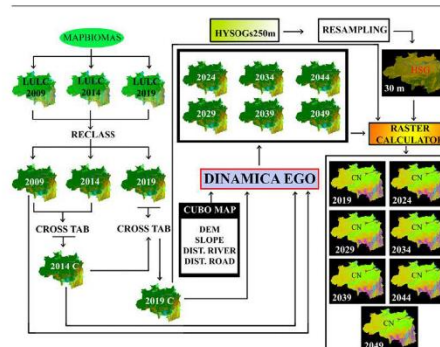 MAPBIOMAS
LULC 2009
LULC 2014
LULC 2019
RECLASS
2009
2014
2019
CROSS TAB
CROSS TAB
2014 C
2019 C
HYSOGs250m
RESAMPLING
HSG
30 m
2024
2034
2044
2029
2039
2049
RASTER
CALCULATOR
DINAMICA EGO
CUBO MAP
DEM
SLOPE
DIST. RIVER
DIST. ROAD
CN
2019
CN
2024
CN
2029
CN
2034
CN
2039
CN
2044
CN
2049